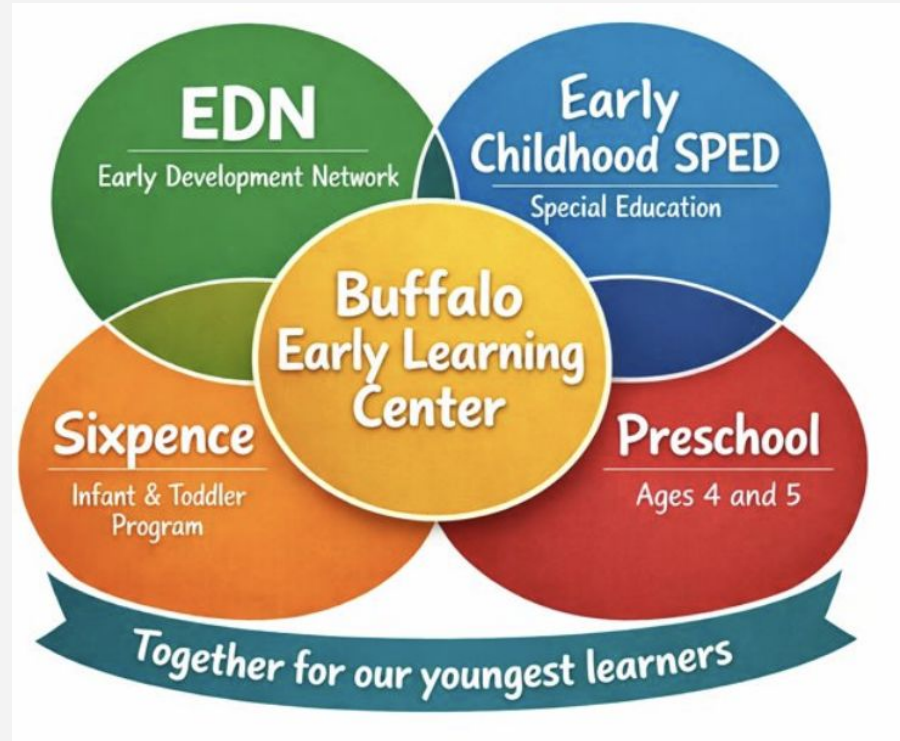 EDN
Early Development Network
Early
Childhood SPED
Special Education
Buffalo
Early Learning
Center
Sixpence
Infant & Toddler
Program
Preschool
Ages 4 and 5
Together for our youngest learners